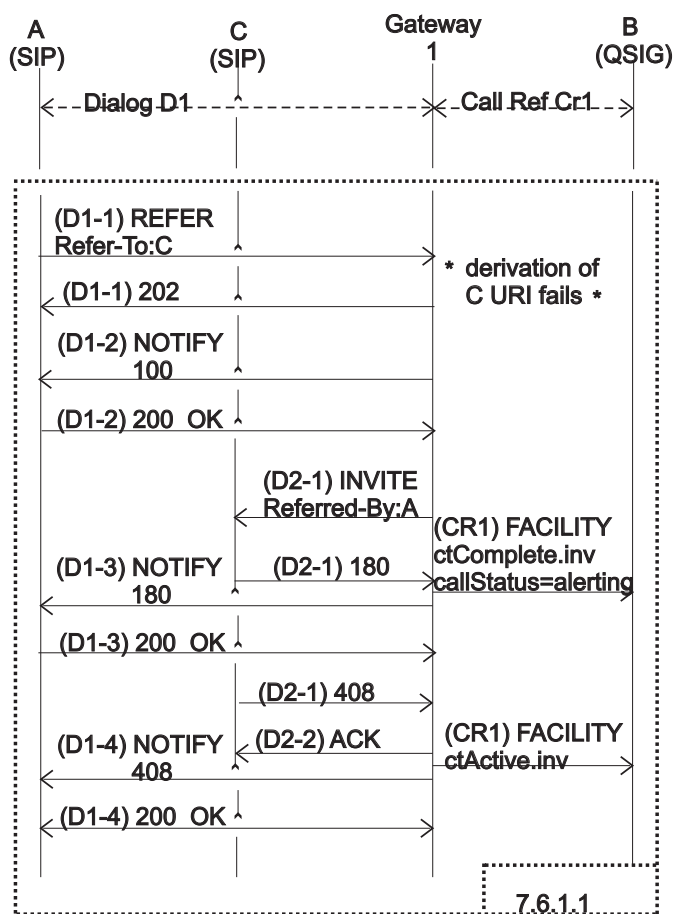 A
(SIP)
C
(SIP)
Gateway
1
B
(QSIG)
Dialog D1
Call Ref Cr1
(D1-1) REFER
Refer-To:C
* derivation of
C URI fails *
(D1-1) 202
(D1-2) NOTIFY
100
(D1-2) 200 OK
(D2-1) INVITE
Referred-By:A
(CR1) FACILITY
ctComplete.inv
callStatus=alerting
(D1-3) NOTIFY
180
(D2-1) 180
(D1-3) 200 OK
(D2-1) 408
(D1-4) NOTIFY
408
(D2-2) ACK
(CR1) FACILITY
ctActive.inv
(D1-4) 200 OK
7.6.1.1